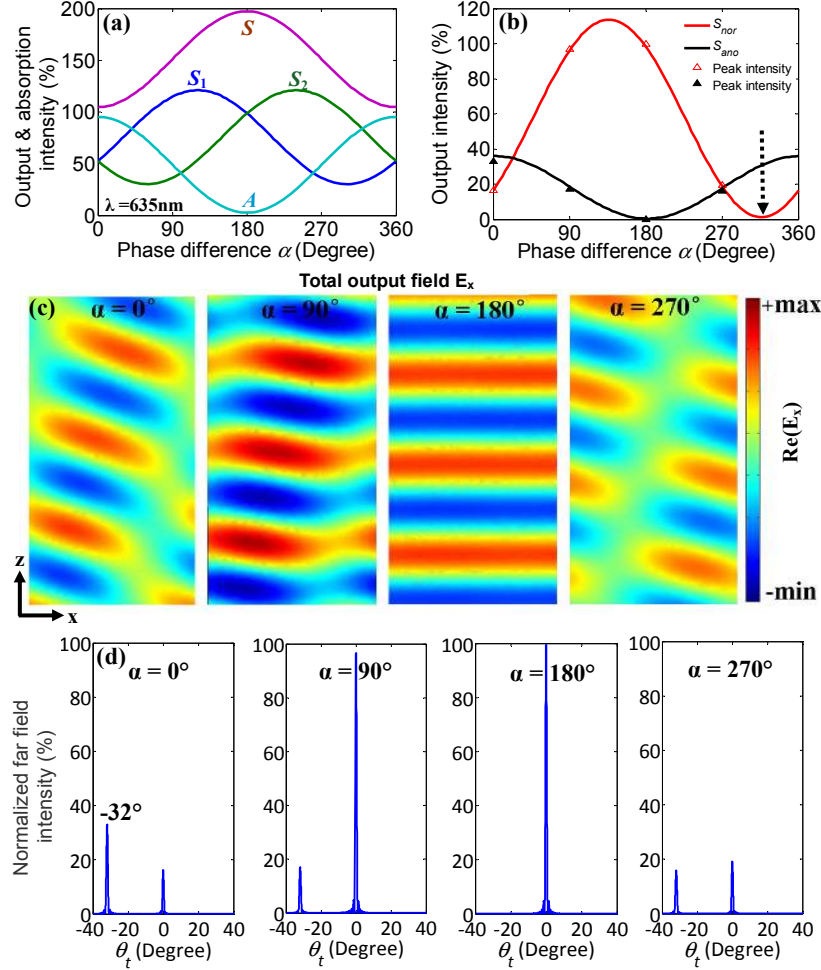 (a)
Output & absorption
intensity (%)
200
150
100
50
0
S
S1
S2
A
λ =635nm
0 90 180 270 360
Phase difference α (Degree)
(b)
Output intensity (%)
120
100
80
60
40
20
0
Snor
Sano
Peak intensity
Peak intensity
0 90 180 270 360
Phase difference α (Degree)
Total output field Ex
(c)
α = 0°
α = 90°
α = 180°
α = 270°
+max
Re(Ex)
-min
z
x
(d)
Normalized far field
intensity (%)
100
80
60
40
20
0
α = 0°
-32°
-40 -20 0 20 40
θt (Degree)
100
80
60
40
20
0
α = 90°
-40 -20 0 20 40
θt (Degree)
100
80
60
40
20
0
α = 180°
-40 -20 0 20 40
θt (Degree)
100
80
60
40
20
0
α = 270°
-40 -20 0 20 40
θt (Degree)